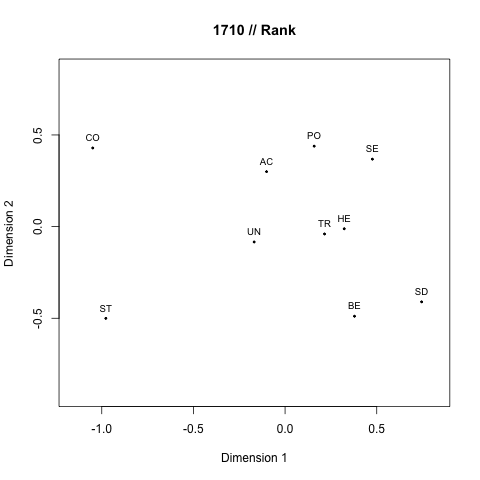 1710 // Rank
CO
PO
SE
AC
HE
TR
UN
SD
ST
BE
0.5
0.0
-0.5
Dimension 2
-1.0 -0.5 0.0 0.5
Dimension 1